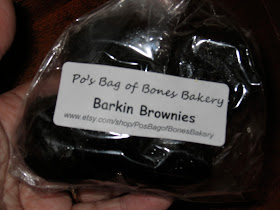 Po's Bag of Bones Bakery
Barkin Brownies
www.etsy.com/shop/PosBagofBonesBakery